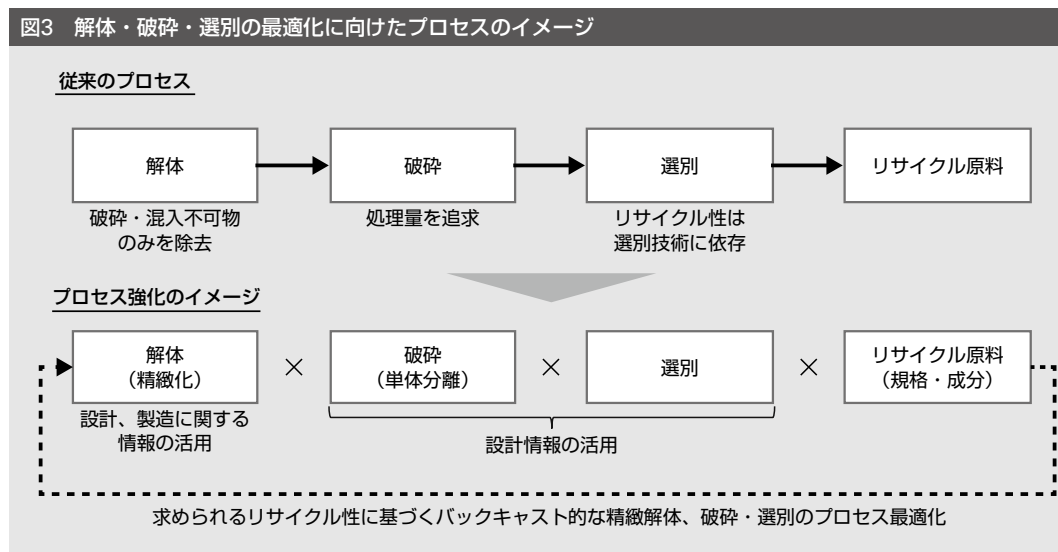 図3 解体・破砕・選別の最適化に向けたプロセスのイメージ
従来のプロセス
解体
破砕
選別
リサイクル原料
破砕・混入不可物
のみを除去
処理量を追求
リサイクル性は
選別技術に依存
プロセス強化のイメージ
解体
（精緻化）
×
破砕
（単体分離）
×
選別
×
リサイクル原料
（規格・成分）
設計、製造に関する
情報の活用
設計情報の活用
求められるリサイクル性に基づくバックキャスト的な精緻解体、破砕・選別のプロセス最適化